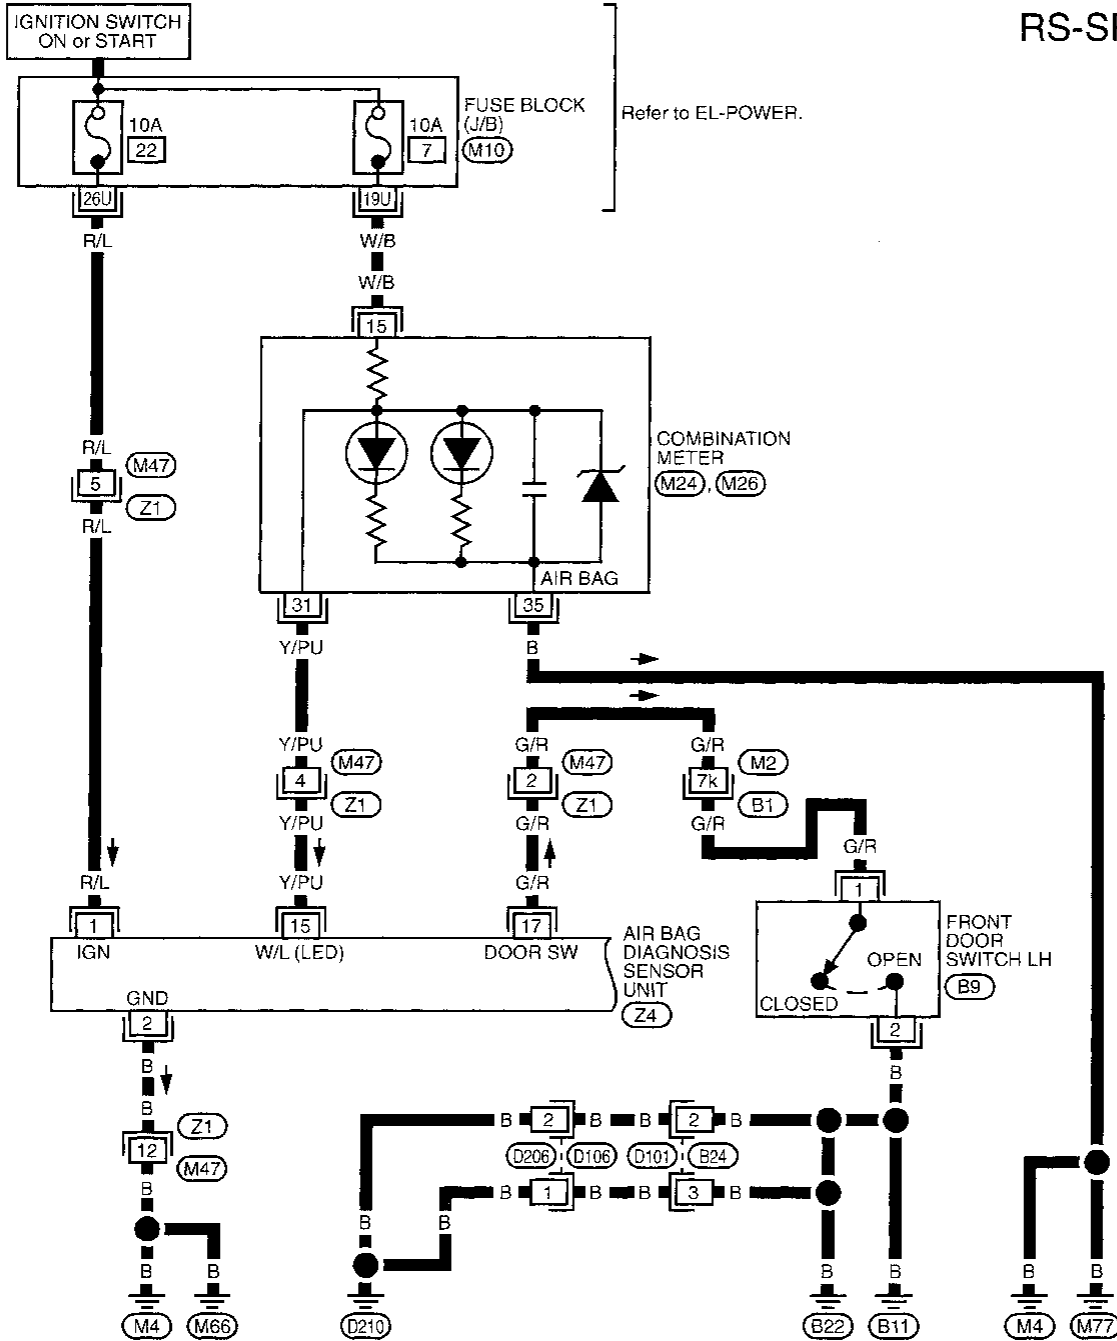 IGNITION SWITCH
ON or START
RS-SI
10A
22
10A
7
FUSE BLOCK
(J/B)
M10
Refer to EL-POWER.
26U
19U
R/L
W/B
W/B
15
R/L
M47
5
Z1
R/L
COMBINATION
METER
M24, M26
AIR BAG
31
35
Y/PU
B
Y/PU
M47
4
Z1
Y/PU
G/R
M47
2
Z1
G/R
G/R
M2
7k
B1
G/R
G/R
R/L
Y/PU
G/R
1
1
15
17
IGN
W/L (LED)
DOOR SW
AIR BAG
DIAGNOSIS
SENSOR
UNIT
Z4
FRONT
DOOR
SWITCH LH
B9
OPEN
CLOSED
GND
2
2
B
B
B
Z1
12
M47
B
B
B
B
2
B
B
2
B
D206
D106
D101
B24
B
1
B
B
3
B
B
B
B
B
B
B
B
M4
M66
D210
B22
B11
M4
M77